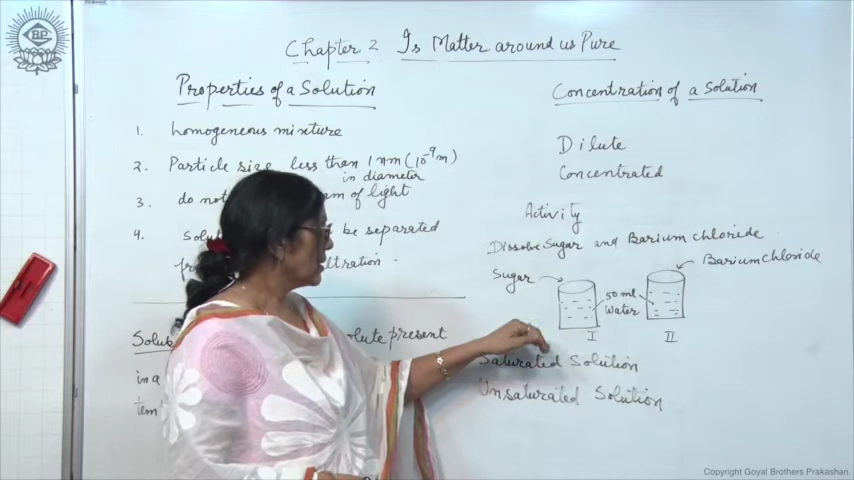 Chapter 2 Is Matter around us Pure
Properties of a Solution
1. homogeneous mixture
2. Particle size less than 1 nm (10⁻⁹ m)
in diameter
3. do not of light
4. be separated
Concentration of a Solution
Dilute
Concentrated
Activity
Dissolve Sugar and Barium chloride
Sugar
50 ml
Water
Barium chloride
I
II
Saturated Solution
Unsaturated Solution
present
in a
Copyright Goyal Brothers Prakashan